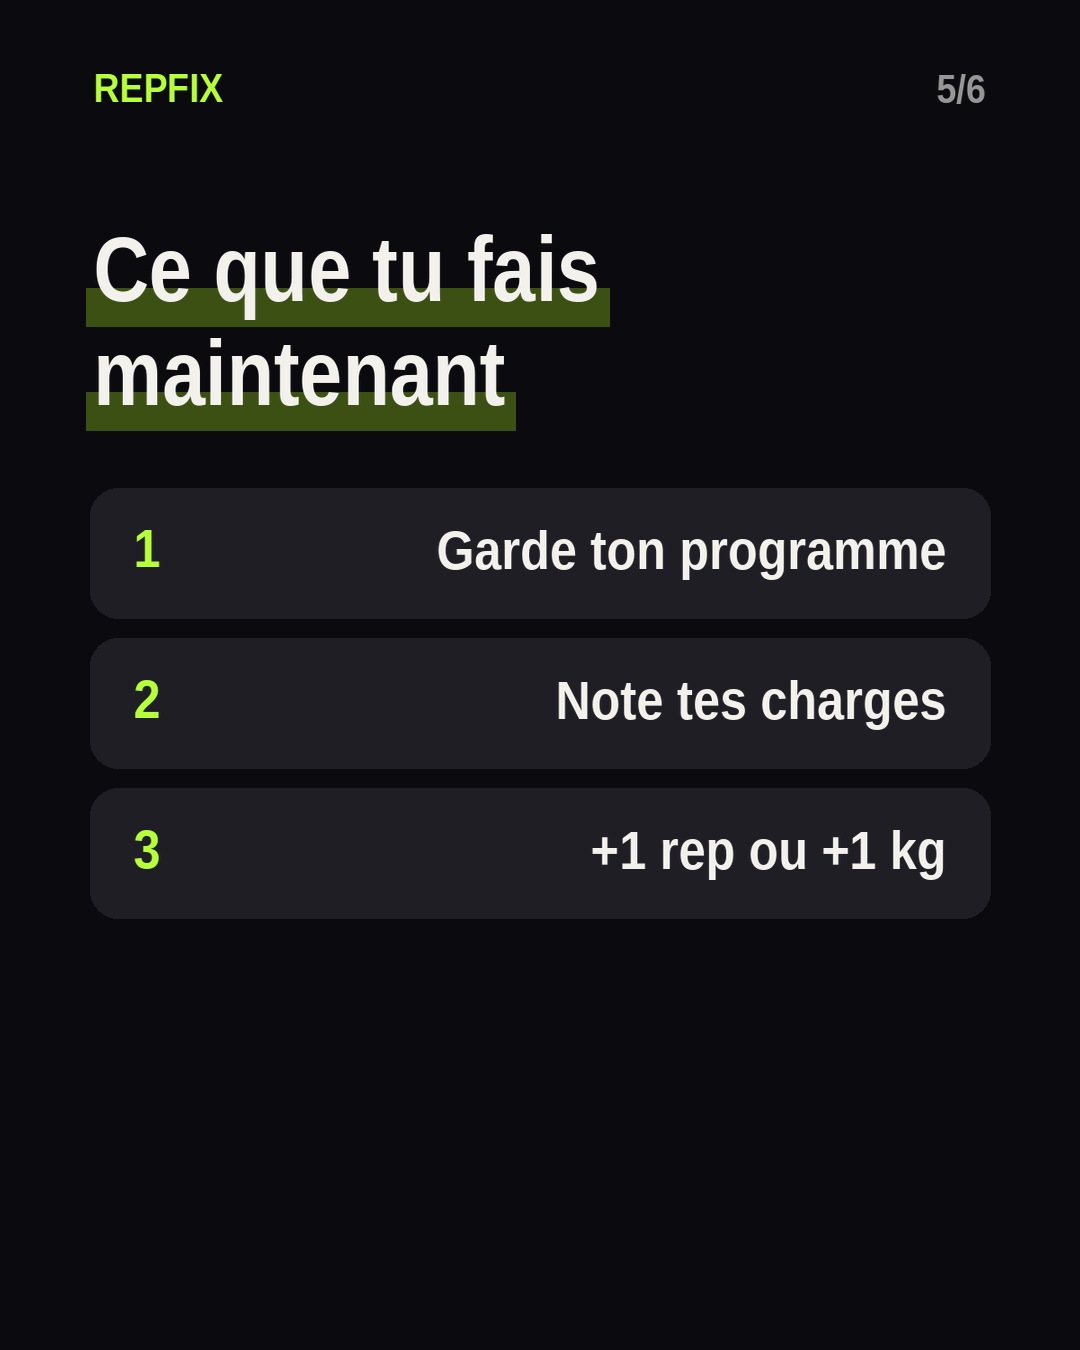 REPFIX
5/6
Ce que tu fais
maintenant
1 Garde ton programme
2 Note tes charges
3 +1 rep ou +1 kg